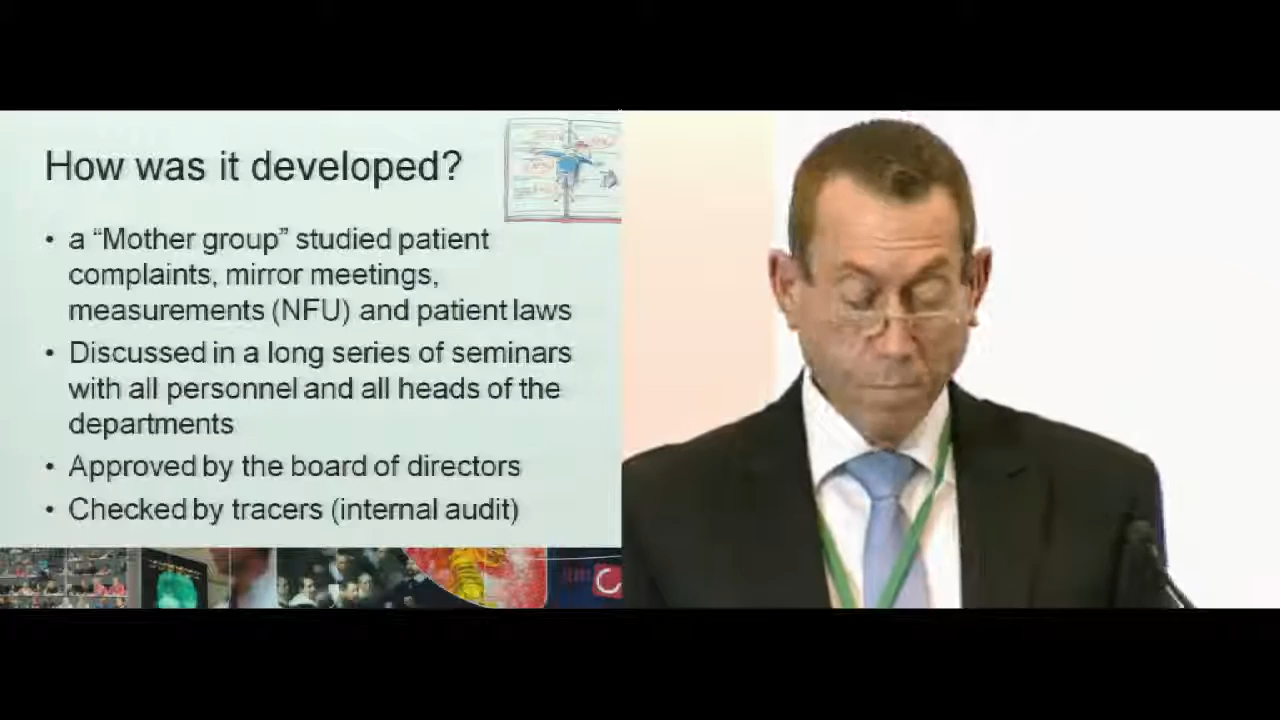 How was it developed?
• a “Mother group” studied patient
complaints, mirror meetings,
measurements (NFU) and patient laws
• Discussed in a long series of seminars
with all personnel and all heads of the
departments
• Approved by the board of directors
• Checked by tracers (internal audit)